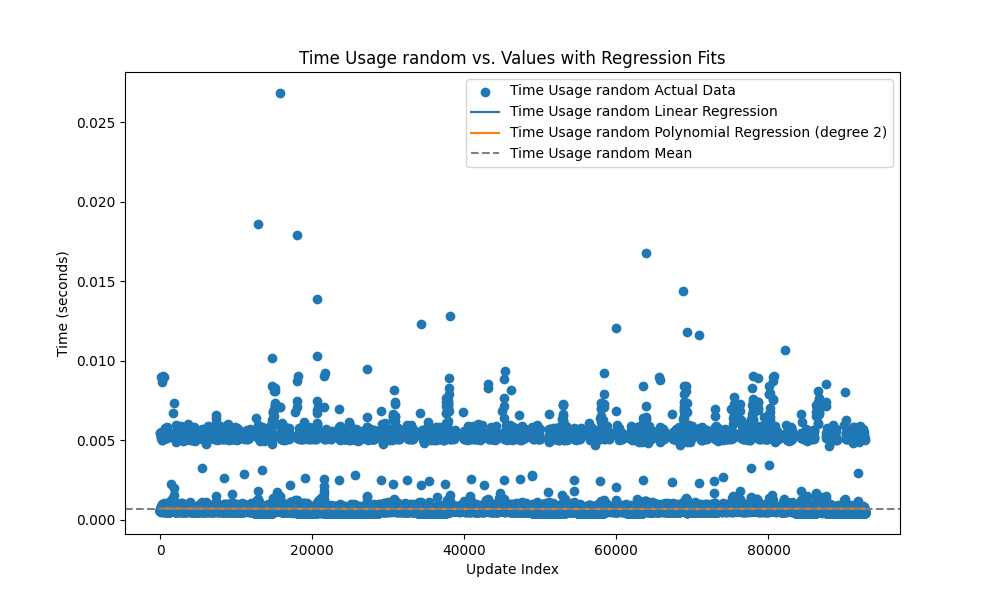 Time Usage random vs. Values with Regression Fits
Time Usage random Actual Data
Time Usage random Linear Regression
Time Usage random Polynomial Regression (degree 2)
Time Usage random Mean
Time (seconds)
0.025
0.020
0.015
0.010
0.005
0.000
0 20000 40000 60000 80000
Update Index